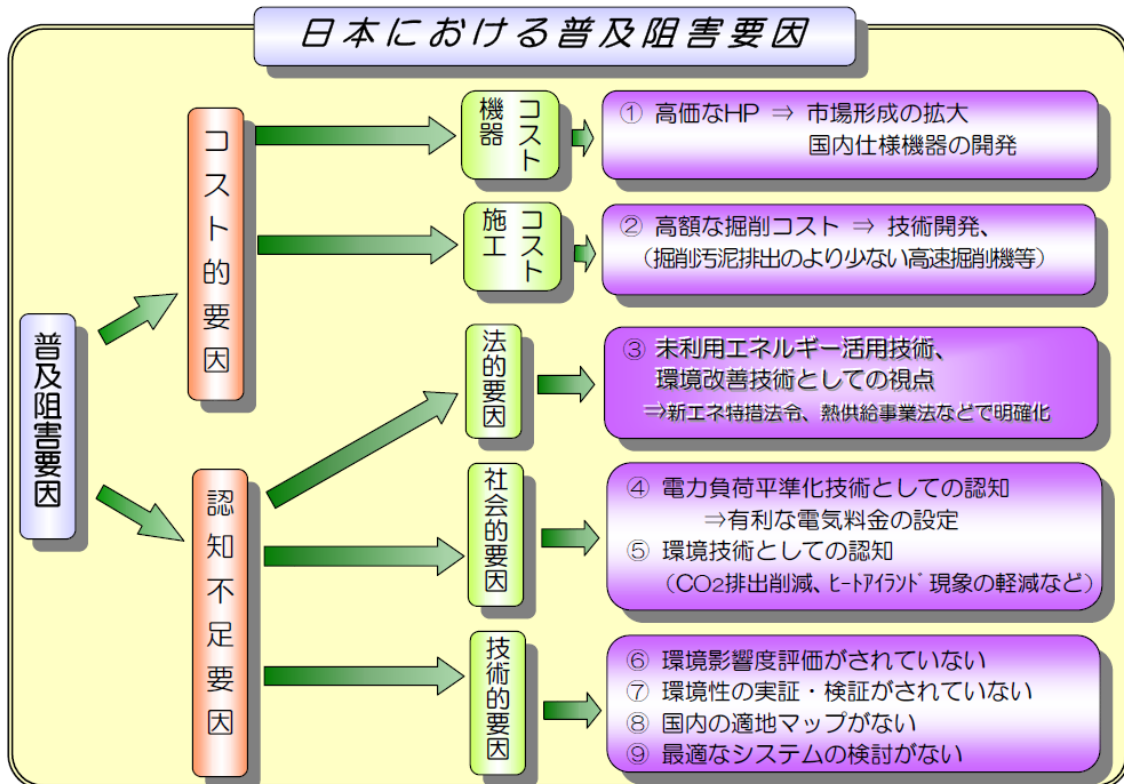 日本における普及阻害要因
普及阻害要因
コスト的要因
機器コスト
① 高価なHP ⇒ 市場形成の拡大
国内仕様機器の開発
施工コスト
② 高額な掘削コスト ⇒ 技術開発、
（掘削汚泥排出のより少ない高速掘削機等）
認知不足要因
法的要因
③ 未利用エネルギー活用技術、
環境改善技術としての視点
⇒新エネ特措法令、熱供給事業法などで明確化
社会的要因
④ 電力負荷平準化技術としての認知
⇒有利な電気料金の設定
⑤ 環境技術としての認知
（CO2排出削減、ﾋｰﾄｱｲﾗﾝﾄﾞ現象の軽減など）
技術的要因
⑥ 環境影響度評価がされていない
⑦ 環境性の実証・検証がされていない
⑧ 国内の適地マップがない
⑨ 最適なシステムの検討がない